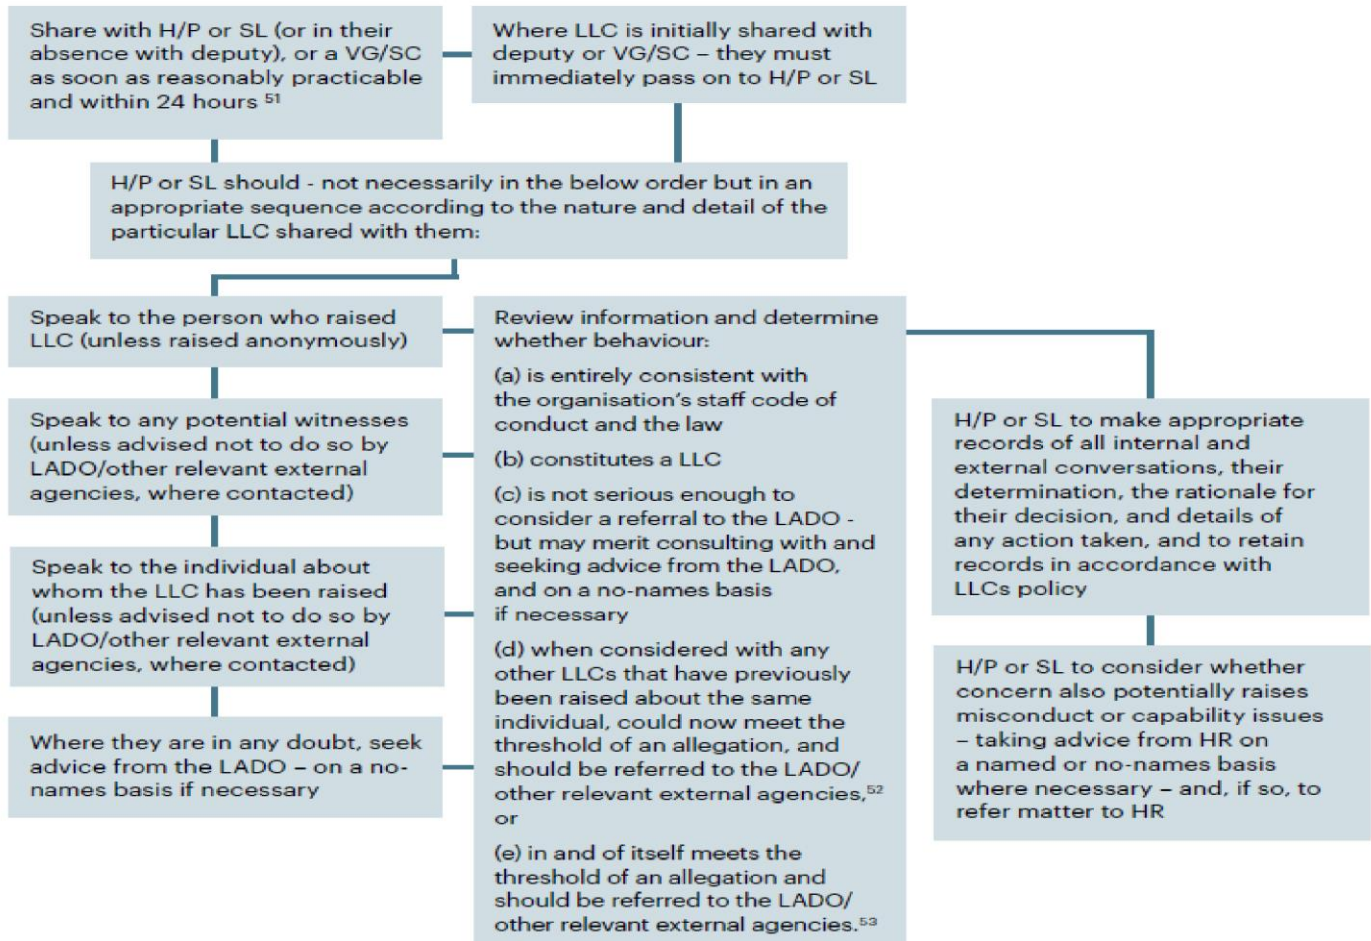 Share with H/P or SL (or in their
absence with deputy), or a VG/SC
as soon as reasonably practicable
and within 24 hours 51
Where LLC is initially shared with
deputy or VG/SC – they must
immediately pass on to H/P or SL
H/P or SL should - not necessarily in the below order but in an
appropriate sequence according to the nature and detail of the
particular LLC shared with them:
Speak to the person who raised
LLC (unless raised anonymously)
Speak to any potential witnesses
(unless advised not to do so by
LADO/other relevant external
agencies, where contacted)
Speak to the individual about
whom the LLC has been raised
(unless advised not to do so by
LADO/other relevant external
agencies, where contacted)
Where they are in any doubt, seek
advice from the LADO – on a no-
names basis if necessary
Review information and determine
whether behaviour:
(a) is entirely consistent with
the organisation's staff code of
conduct and the law
(b) constitutes a LLC
(c) is not serious enough to
consider a referral to the LADO -
but may merit consulting with and
seeking advice from the LADO,
and on a no-names basis
if necessary
(d) when considered with any
other LLCs that have previously
been raised about the same
individual, could now meet the
threshold of an allegation, and
should be referred to the LADO/
other relevant external agencies,52
or
(e) in and of itself meets the
threshold of an allegation and
should be referred to the LADO/
other relevant external agencies.53
H/P or SL to make appropriate
records of all internal and
external conversations, their
determination, the rationale for
their decision, and details of
any action taken, and to retain
records in accordance with
LLCs policy
H/P or SL to consider whether
concern also potentially raises
misconduct or capability issues
– taking advice from HR on
a named or no-names basis
where necessary – and, if so, to
refer matter to HR